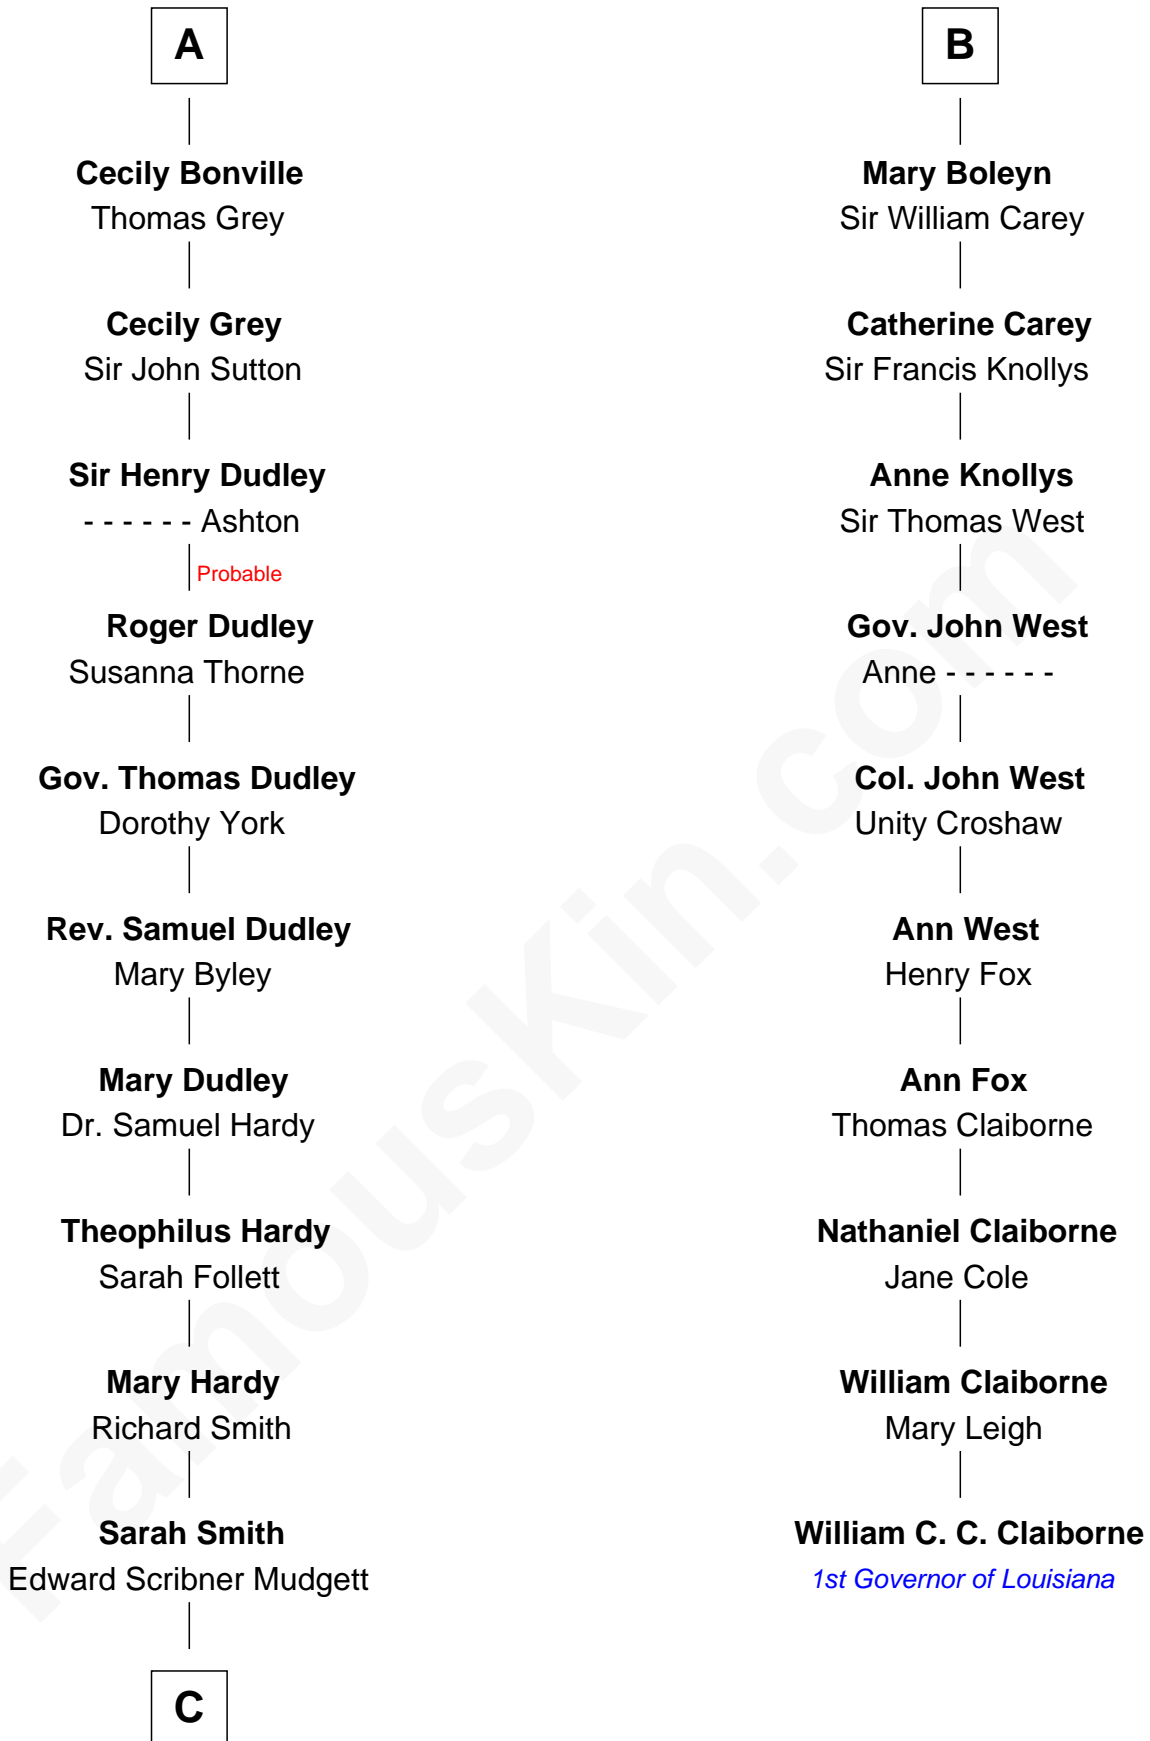 A
Cecily Bonville
Thomas Grey
Cecily Grey
Sir John Sutton
Sir Henry Dudley
- - - - - - Ashton
Probable
Roger Dudley
Susanna Thorne
Gov. Thomas Dudley
Dorothy York
Rev. Samuel Dudley
Mary Byley
Mary Dudley
Dr. Samuel Hardy
Theophilus Hardy
Sarah Follett
Mary Hardy
Richard Smith
Sarah Smith
Edward Scribner Mudgett
C
B
Mary Boleyn
Sir William Carey
Catherine Carey
Sir Francis Knollys
Anne Knollys
Sir Thomas West
Gov. John West
Anne - - - - - -
Col. John West
Unity Croshaw
Ann West
Henry Fox
Ann Fox
Thomas Claiborne
Nathaniel Claiborne
Jane Cole
William Claiborne
Mary Leigh
William C. C. Claiborne
1st Governor of Louisiana
FamousKin.com